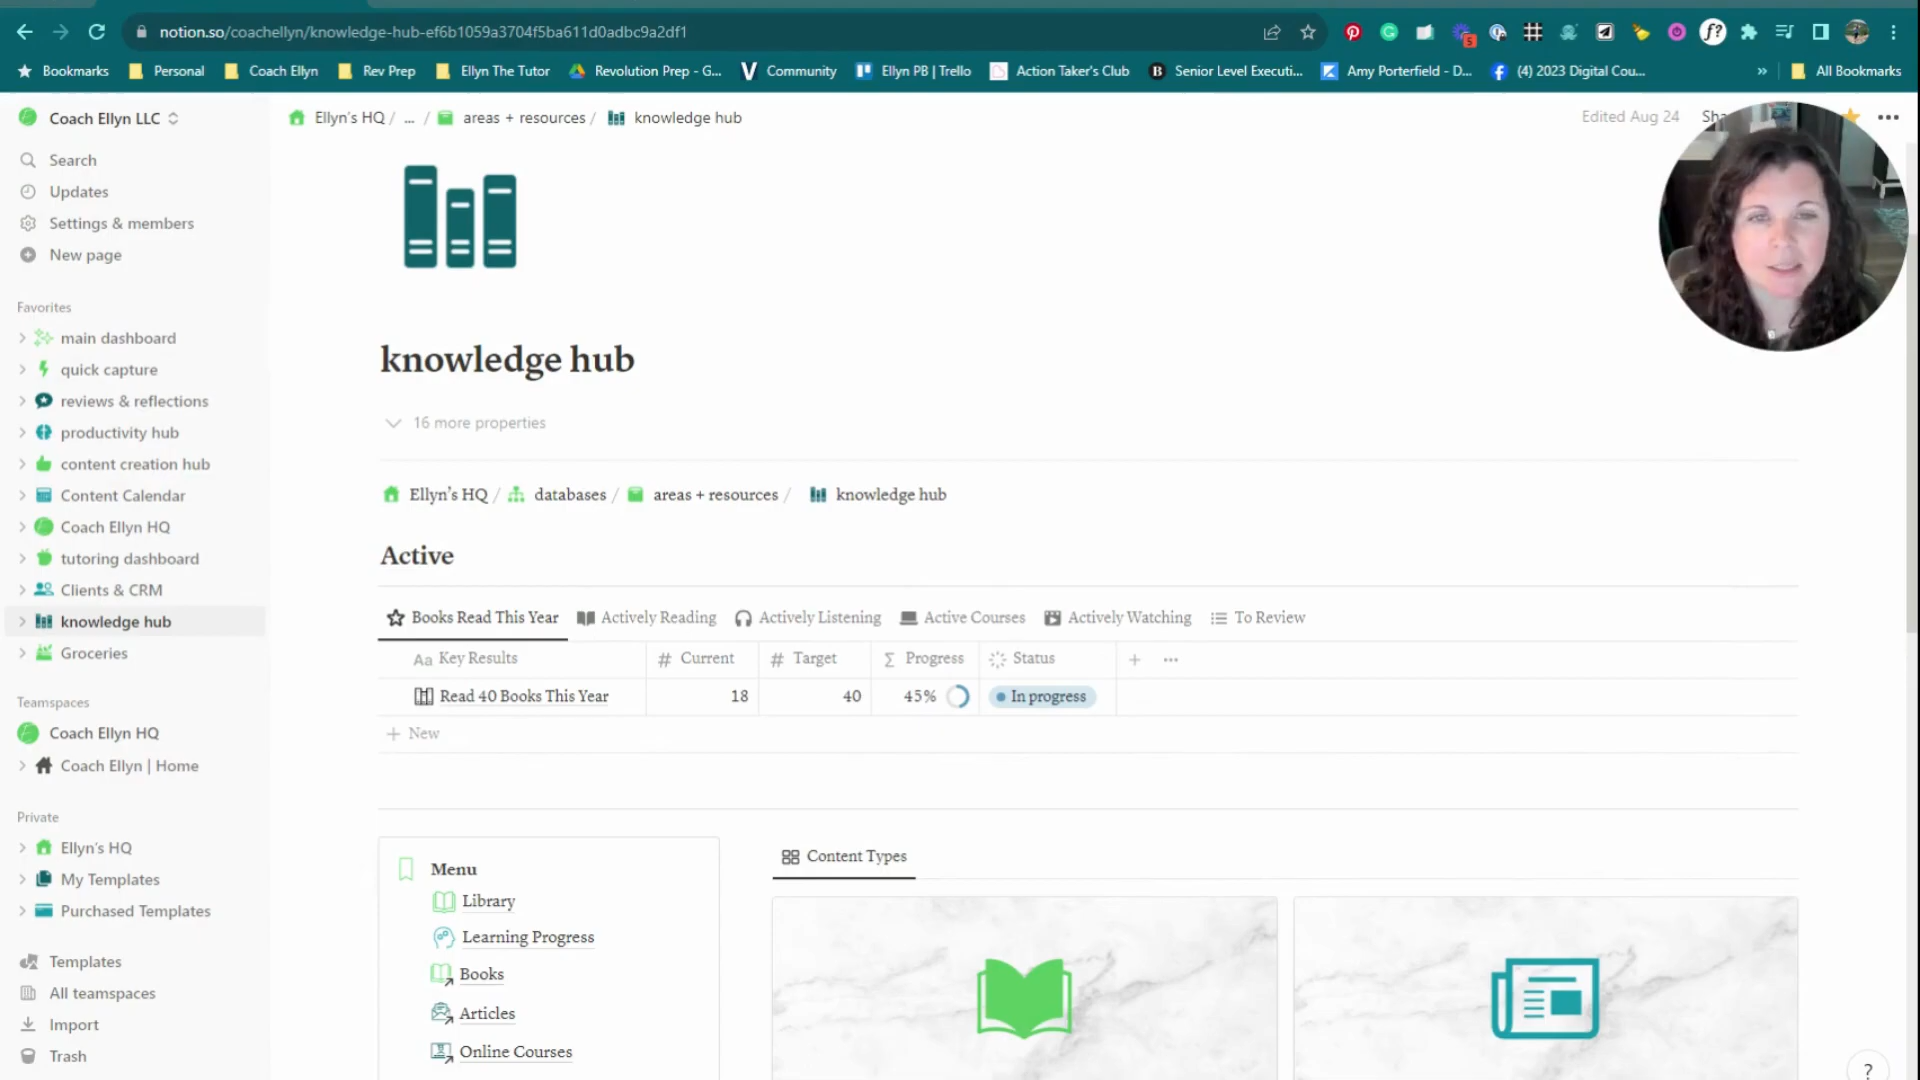 notion.so/coachellyn/knowledge-hub-ef6b1059a3704f5ba611d0adbc9a2df1
5
f?
Bookmarks
Personal
Coach Ellyn
Rev Prep
Ellyn The Tutor
Revolution Prep - G...
Community
Ellyn PB | Trello
Action Taker's Club
B
Senior Level Executi...
Amy Porterfield - D...
(4) 2023 Digital Cou...
»
All Bookmarks
Coach Ellyn LLC
Search
Updates
Settings & members
New page
Favorites
main dashboard
quick capture
reviews & reflections
productivity hub
content creation hub
Content Calendar
Coach Ellyn HQ
tutoring dashboard
Clients & CRM
knowledge hub
Groceries
Teamspaces
Coach Ellyn HQ
Coach Ellyn | Home
Private
Ellyn's HQ
My Templates
Purchased Templates
Templates
All teamspaces
Import
Trash
Ellyn's HQ / ... / areas + resources / knowledge hub
Edited Aug 24
knowledge hub
16 more properties
Ellyn's HQ / databases / areas + resources / knowledge hub
Active
Books Read This Year
Actively Reading
Actively Listening
Active Courses
Actively Watching
To Review
Aa Key Results
# Current
# Target
Σ Progress
Status
+ ...
Read 40 Books This Year
18
40
45%
In progress
+ New
Menu
Library
Learning Progress
Books
Articles
Online Courses
Content Types
?